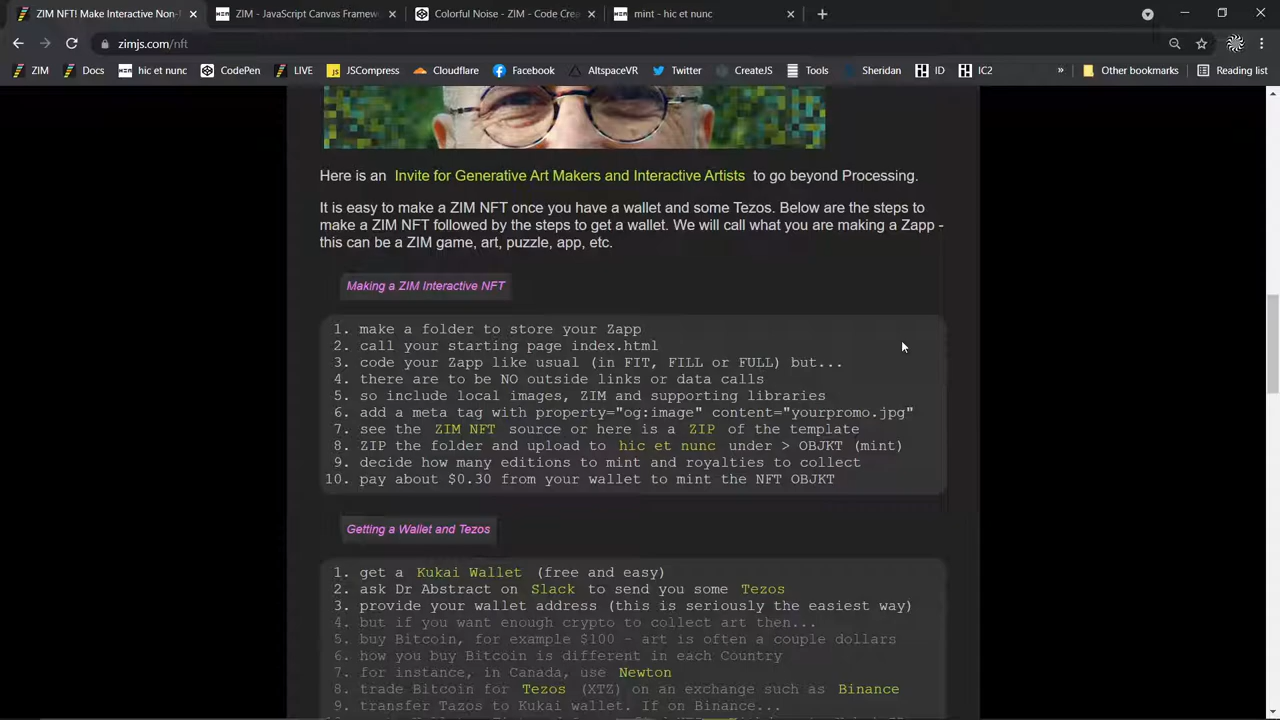 ZIM NFT! Make Interactive Non-
ZIM - JavaScript Canvas Framew
Colorful Noise - ZIM - Code Crea
mint - hic et nunc
zimjs.com/nft
ZIM
Docs
hic et nunc
CodePen
LIVE
JSCompress
Cloudflare
Facebook
AltspaceVR
Twitter
CreateJS
Tools
Sheridan
ID
IC2
»
Other bookmarks
Reading list
Here is an Invite for Generative Art Makers and Interactive Artists to go beyond Processing.
It is easy to make a ZIM NFT once you have a wallet and some Tezos. Below are the steps to
make a ZIM NFT followed by the steps to get a wallet. We will call what you are making a Zapp -
this can be a ZIM game, art, puzzle, app, etc.
Making a ZIM Interactive NFT
1. make a folder to store your Zapp
2. call your starting page index.html
3. code your Zapp like usual (in FIT, FILL or FULL) but...
4. there are to be NO outside links or data calls
5. so include local images, ZIM and supporting libraries
6. add a meta tag with property="og:image" content="yourpromo.jpg"
7. see the ZIM NFT source or here is a ZIP of the template
8. ZIP the folder and upload to hic et nunc under > OBJKT (mint)
9. decide how many editions to mint and royalties to collect
10. pay about $0.30 from your wallet to mint the NFT OBJKT
Getting a Wallet and Tezos
1. get a Kukai Wallet (free and easy)
2. ask Dr Abstract on Slack to send you some Tezos
3. provide your wallet address (this is seriously the easiest way)
4. but if you want enough crypto to collect art then...
5. buy Bitcoin, for example $100 - art is often a couple dollars
6. how you buy Bitcoin is different in each Country
7. for instance, in Canada, use Newton
8. trade Bitcoin for Tezos (XTZ) on an exchange such as Binance
9. transfer Tazos to Kukai wallet. If on Binance...